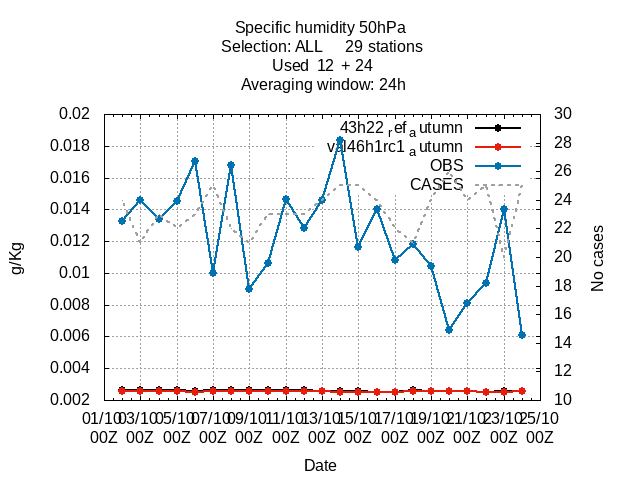 Specific humidity 50hPa
Selection: ALL 29 stations
Used 12 + 24
Averaging window: 24h
0.02
0.018
0.016
0.014
0.012
0.01
0.008
0.006
0.004
0.002
g/Kg
30
28
26
24
22
20
18
16
14
12
10
No cases
43h22 ref autumn
OBS
CASES
01/10 03/10 05/10 07/10 09/10 11/10 13/10 15/10 17/10 19/10 21/10 23/10 25/10
00Z 00Z 00Z 00Z 00Z 00Z 00Z 00Z 00Z 00Z 00Z 00Z 00Z
Date